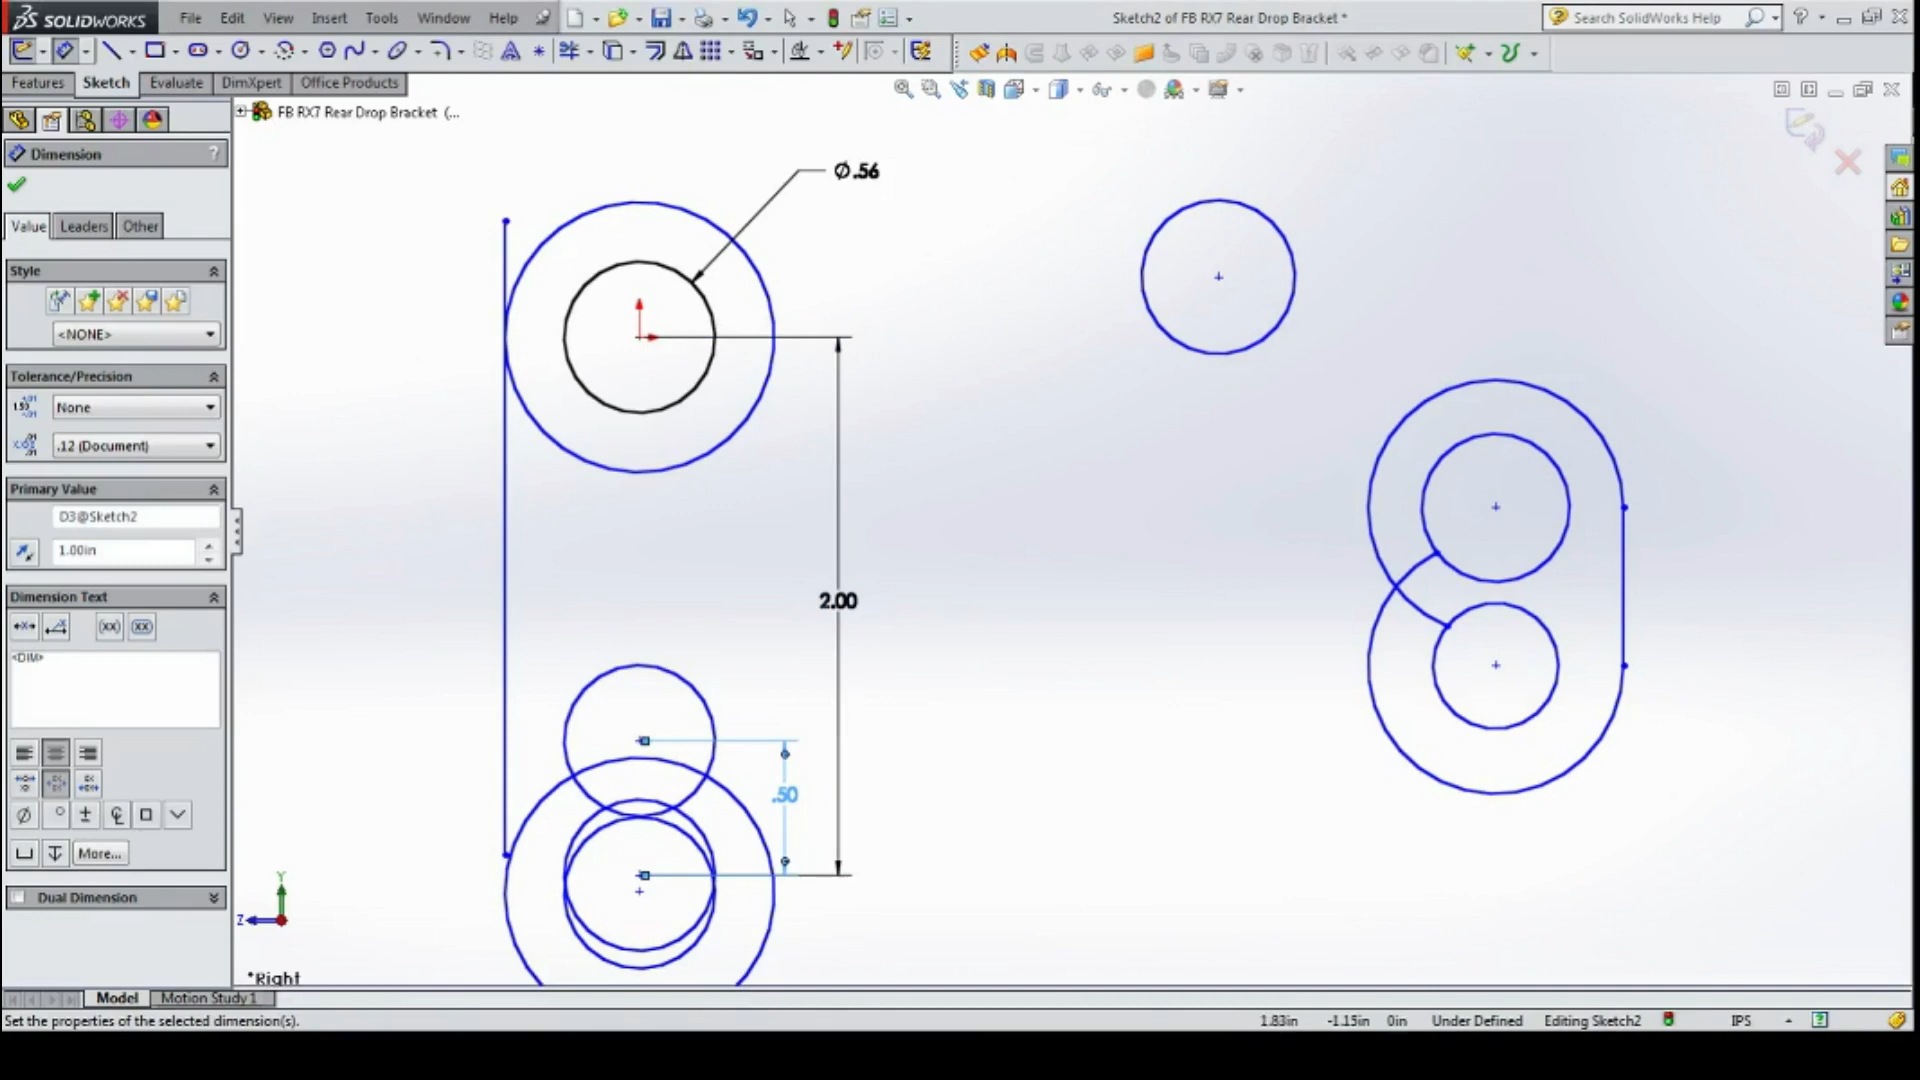 SOLIDWORKS File Edit View Insert Tools Window Help Sketch2 of FB RX7 Rear Drop Bracket * Search SolidWorks Help
Features Sketch Evaluate DimXpert Office Products
FB RX7 Rear Drop Bracket (...
Dimension ?
Value Leaders Other
Style
<NONE>
Tolerance/Precision
None
.12 (Document)
Primary Value
D3@Sketch2
1.00in
Dimension Text
<DIM>
More...
Dual Dimension
Ø.56
2.00
.50
Y
Z
*Right
Model Motion Study 1
Set the properties of the selected dimension(s). 1.83in -1.15in 0in Under Defined Editing Sketch2 IPS